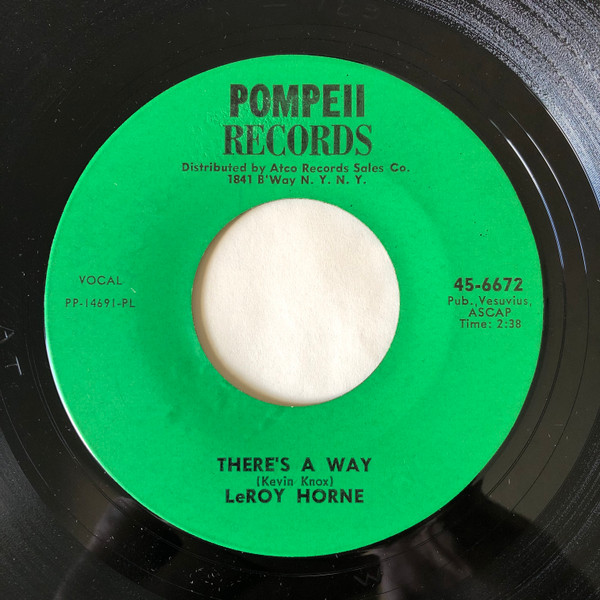 POMPEII
RECORDS
Distributed by Atco Records Sales Co.
1841 B'Way N. Y. N. Y.
VOCAL
PP-14691-PL
45-6672
Pub., Vesuvius,
ASCAP
Time: 2:38
THERE'S A WAY
(Kevin Knox)
LeROY HORNE
A T
W